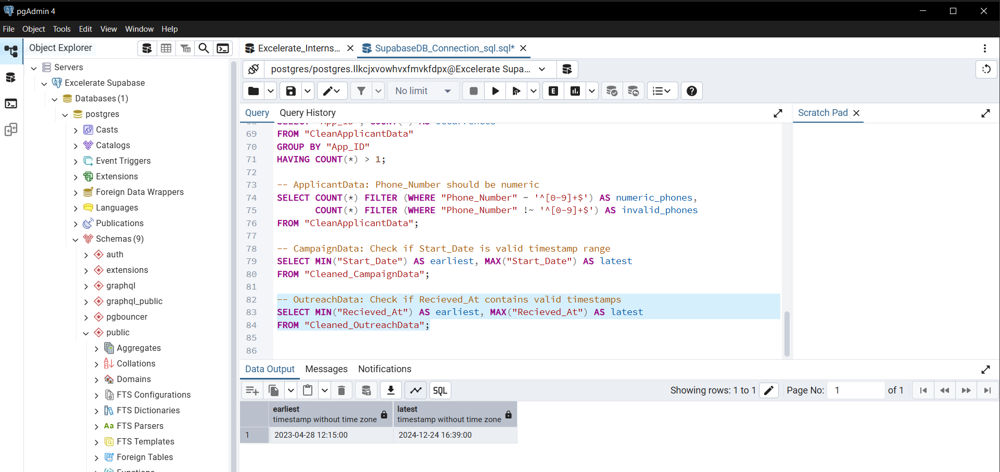 pgAdmin 4
File Object Tools Edit View Window Help
Object Explorer
Servers
Excelerate Supabase
Databases (1)
postgres
Casts
Catalogs
Event Triggers
Extensions
Foreign Data Wrappers
Languages
Publications
Schemas (9)
auth
extensions
graphql
graphql_public
pgbouncer
public
Aggregates
Collations
Domains
FTS Configurations
FTS Dictionaries
Aa FTS Parsers
FTS Templates
Foreign Tables
Functions
Excelerate_Interns... SupabaseDB_Connection_sql.sql*
postgres/postgres.llkcjxvowhvxfmvkfdpx@Excelerate Supa...
No limit E
Query Query History
Scratch Pad
68 SELECT "App_ID", COUNT(*) AS occurrences
69 FROM "CleanApplicantData"
70 GROUP BY "App_ID"
71 HAVING COUNT(*) > 1;
72
73 -- ApplicantData: Phone_Number should be numeric
74 SELECT COUNT(*) FILTER (WHERE "Phone_Number" ~ '^[0-9]+$') AS numeric_phones,
75 COUNT(*) FILTER (WHERE "Phone_Number" !~ '^[0-9]+$') AS invalid_phones
76 FROM "CleanApplicantData";
77
78 -- CampaignData: Check if Start_Date is valid timestamp range
79 SELECT MIN("Start_Date") AS earliest, MAX("Start_Date") AS latest
80 FROM "Cleaned_CampaignData";
81
82 -- OutreachData: Check if Recieved_At contains valid timestamps
83 SELECT MIN("Recieved_At") AS earliest, MAX("Recieved_At") AS latest
84 FROM "Cleaned_OutreachData";
85
86
Data Output Messages Notifications
SQL
Showing rows: 1 to 1 Page No: 1 of 1
earliest latest
timestamp without time zone timestamp without time zone
1 2023-04-28 12:15:00 2024-12-24 16:39:00